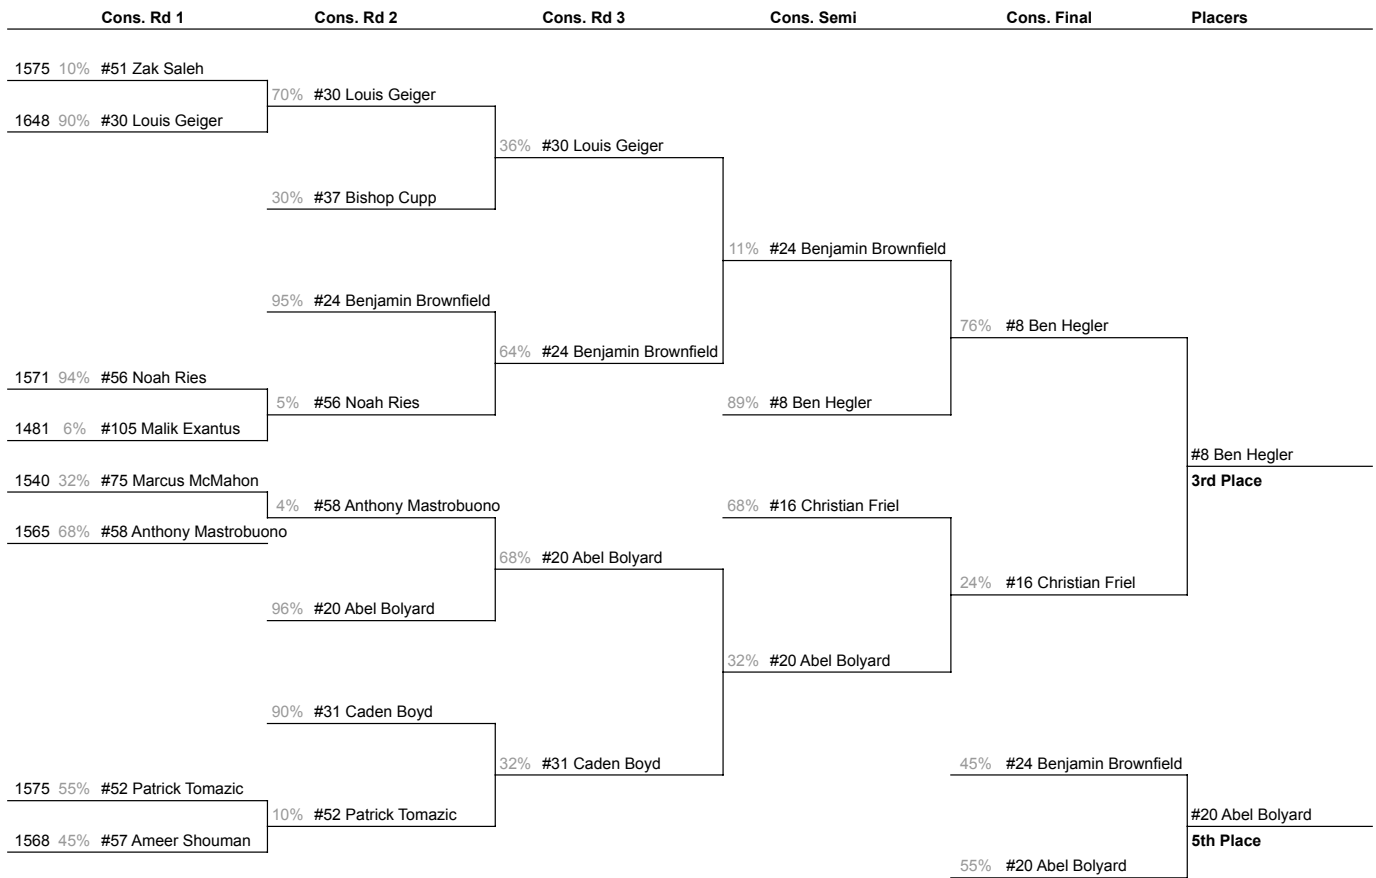 Cons. Rd 1 Cons. Rd 2 Cons. Rd 3 Cons. Semi Cons. Final Placers
1575 10% #51 Zak Saleh
70% #30 Louis Geiger
1648 90% #30 Louis Geiger
36% #30 Louis Geiger
30% #37 Bishop Cupp
11% #24 Benjamin Brownfield
95% #24 Benjamin Brownfield
76% #8 Ben Hegler
64% #24 Benjamin Brownfield
1571 94% #56 Noah Ries
5% #56 Noah Ries
89% #8 Ben Hegler
1481 6% #105 Malik Exantus
#8 Ben Hegler
1540 32% #75 Marcus McMahon
3rd Place
4% #58 Anthony Mastrobuono
68% #16 Christian Friel
1565 68% #58 Anthony Mastrobuono
68% #20 Abel Bolyard
24% #16 Christian Friel
96% #20 Abel Bolyard
32% #20 Abel Bolyard
90% #31 Caden Boyd
32% #31 Caden Boyd
45% #24 Benjamin Brownfield
1575 55% #52 Patrick Tomazic
10% #52 Patrick Tomazic
#20 Abel Bolyard
1568 45% #57 Ameer Shouman
5th Place
55% #20 Abel Bolyard